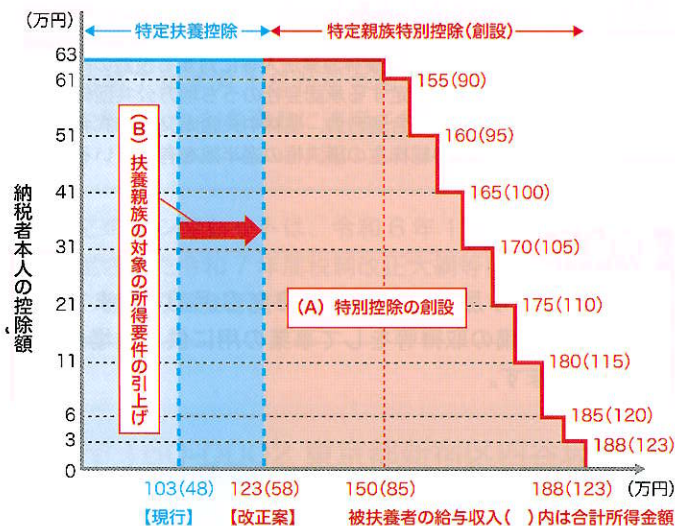 (万円)
特定扶養控除
特定親族特別控除(創設)
63
61
51
41
31
21
11
6
3
0
納税者本人の控除額
(B) 扶養親族の対象の所得要件の引上げ
(A) 特別控除の創設
155(90)
160(95)
165(100)
170(105)
175(110)
180(115)
185(120)
188(123)
103(48)
123(58)
150(85)
188(123)
(万円)
【現行】
【改正案】
被扶養者の給与収入( )内は合計所得金額